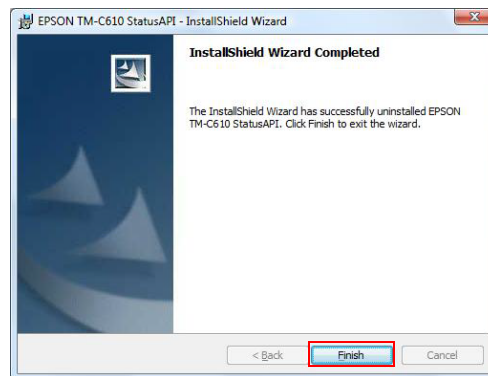 EPSON TM-C610 StatusAPI - InstallShield Wizard
InstallShield Wizard Completed
The InstallShield Wizard has successfully uninstalled EPSON
TM-C610 StatusAPI. Click Finish to exit the wizard.
< Back Finish Cancel